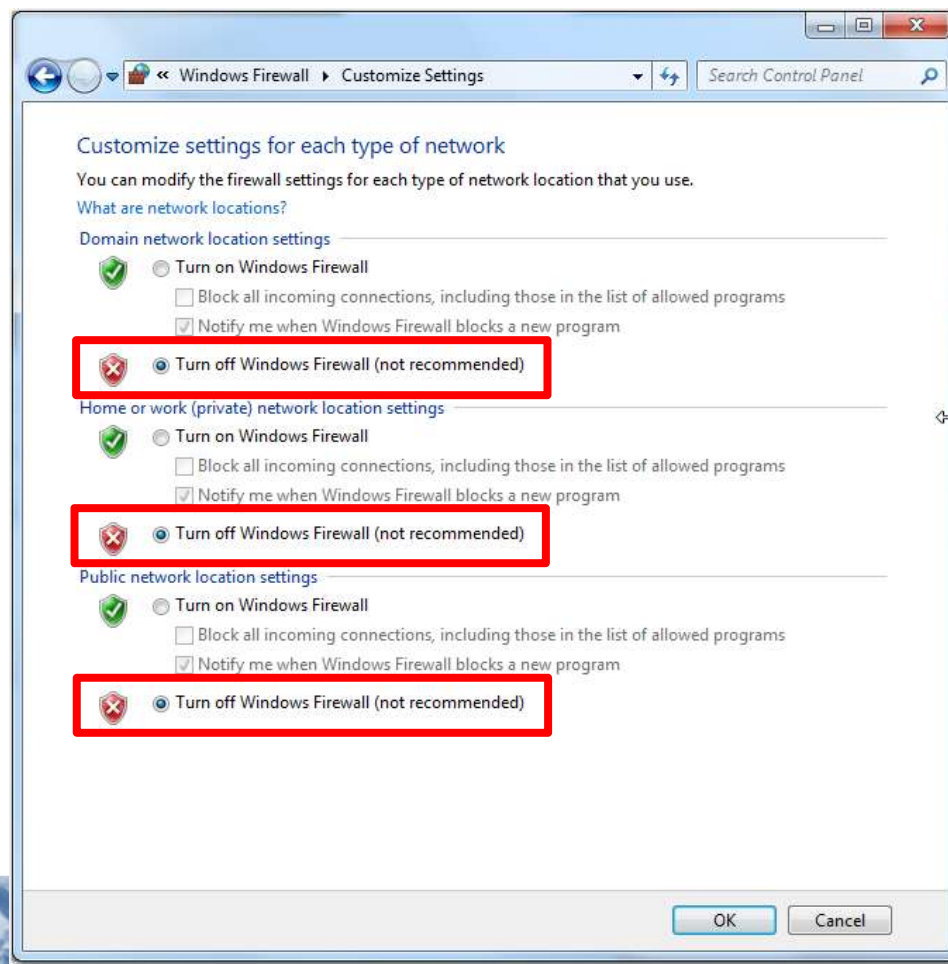 « Windows Firewall ▸ Customize Settings
Search Control Panel
Customize settings for each type of network
You can modify the firewall settings for each type of network location that you use.
What are network locations?
Domain network location settings
Turn on Windows Firewall
Block all incoming connections, including those in the list of allowed programs
Notify me when Windows Firewall blocks a new program
Turn off Windows Firewall (not recommended)
Home or work (private) network location settings
Turn on Windows Firewall
Block all incoming connections, including those in the list of allowed programs
Notify me when Windows Firewall blocks a new program
Turn off Windows Firewall (not recommended)
Public network location settings
Turn on Windows Firewall
Block all incoming connections, including those in the list of allowed programs
Notify me when Windows Firewall blocks a new program
Turn off Windows Firewall (not recommended)
OK Cancel